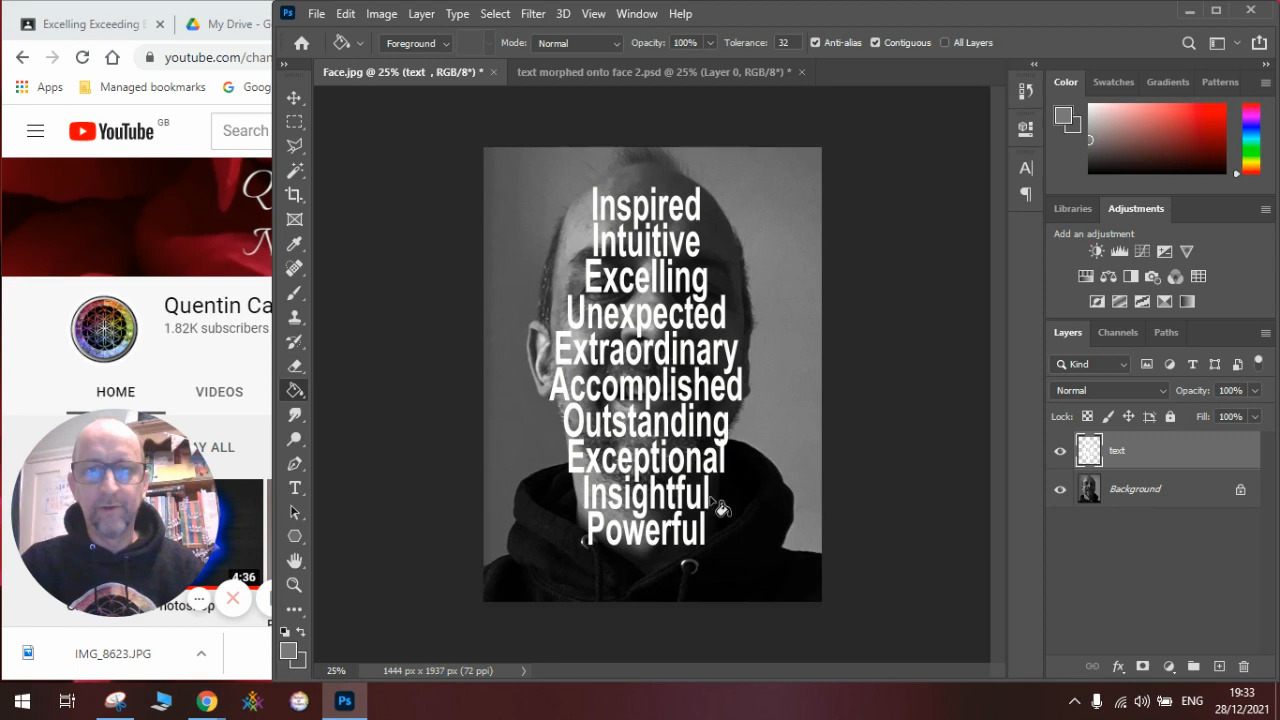 Excelling Exceeding E
My Drive - G
youtube.com/chan
Apps
Managed bookmarks
Goog
YouTube
GB
Search
Q
N
Quentin Ca
1.82K subscribers
HOME
VIDEOS
AY ALL
4:36
IMG_8623.JPG
Ps
File Edit Image Layer Type Select Filter 3D View Window Help
Foreground
Mode: Normal
Opacity: 100%
Tolerance: 32
Anti-alias
Contiguous
All Layers
Face.jpg @ 25% (text , RGB/8*) *
text morphed onto face 2.psd @ 25% (Layer 0, RGB/8*) *
Inspired
Intuitive
Excelling
Unexpected
Extraordinary
Accomplished
Outstanding
Exceptional
Insightful
Powerful
25%
1444 px x 1937 px (72 ppi)
Color
Swatches
Gradients
Patterns
Libraries
Adjustments
Add an adjustment
Layers
Channels
Paths
Kind
Normal
Opacity: 100%
Lock:
Fill: 100%
text
Background
Ps
ENG
19:33
28/12/2021